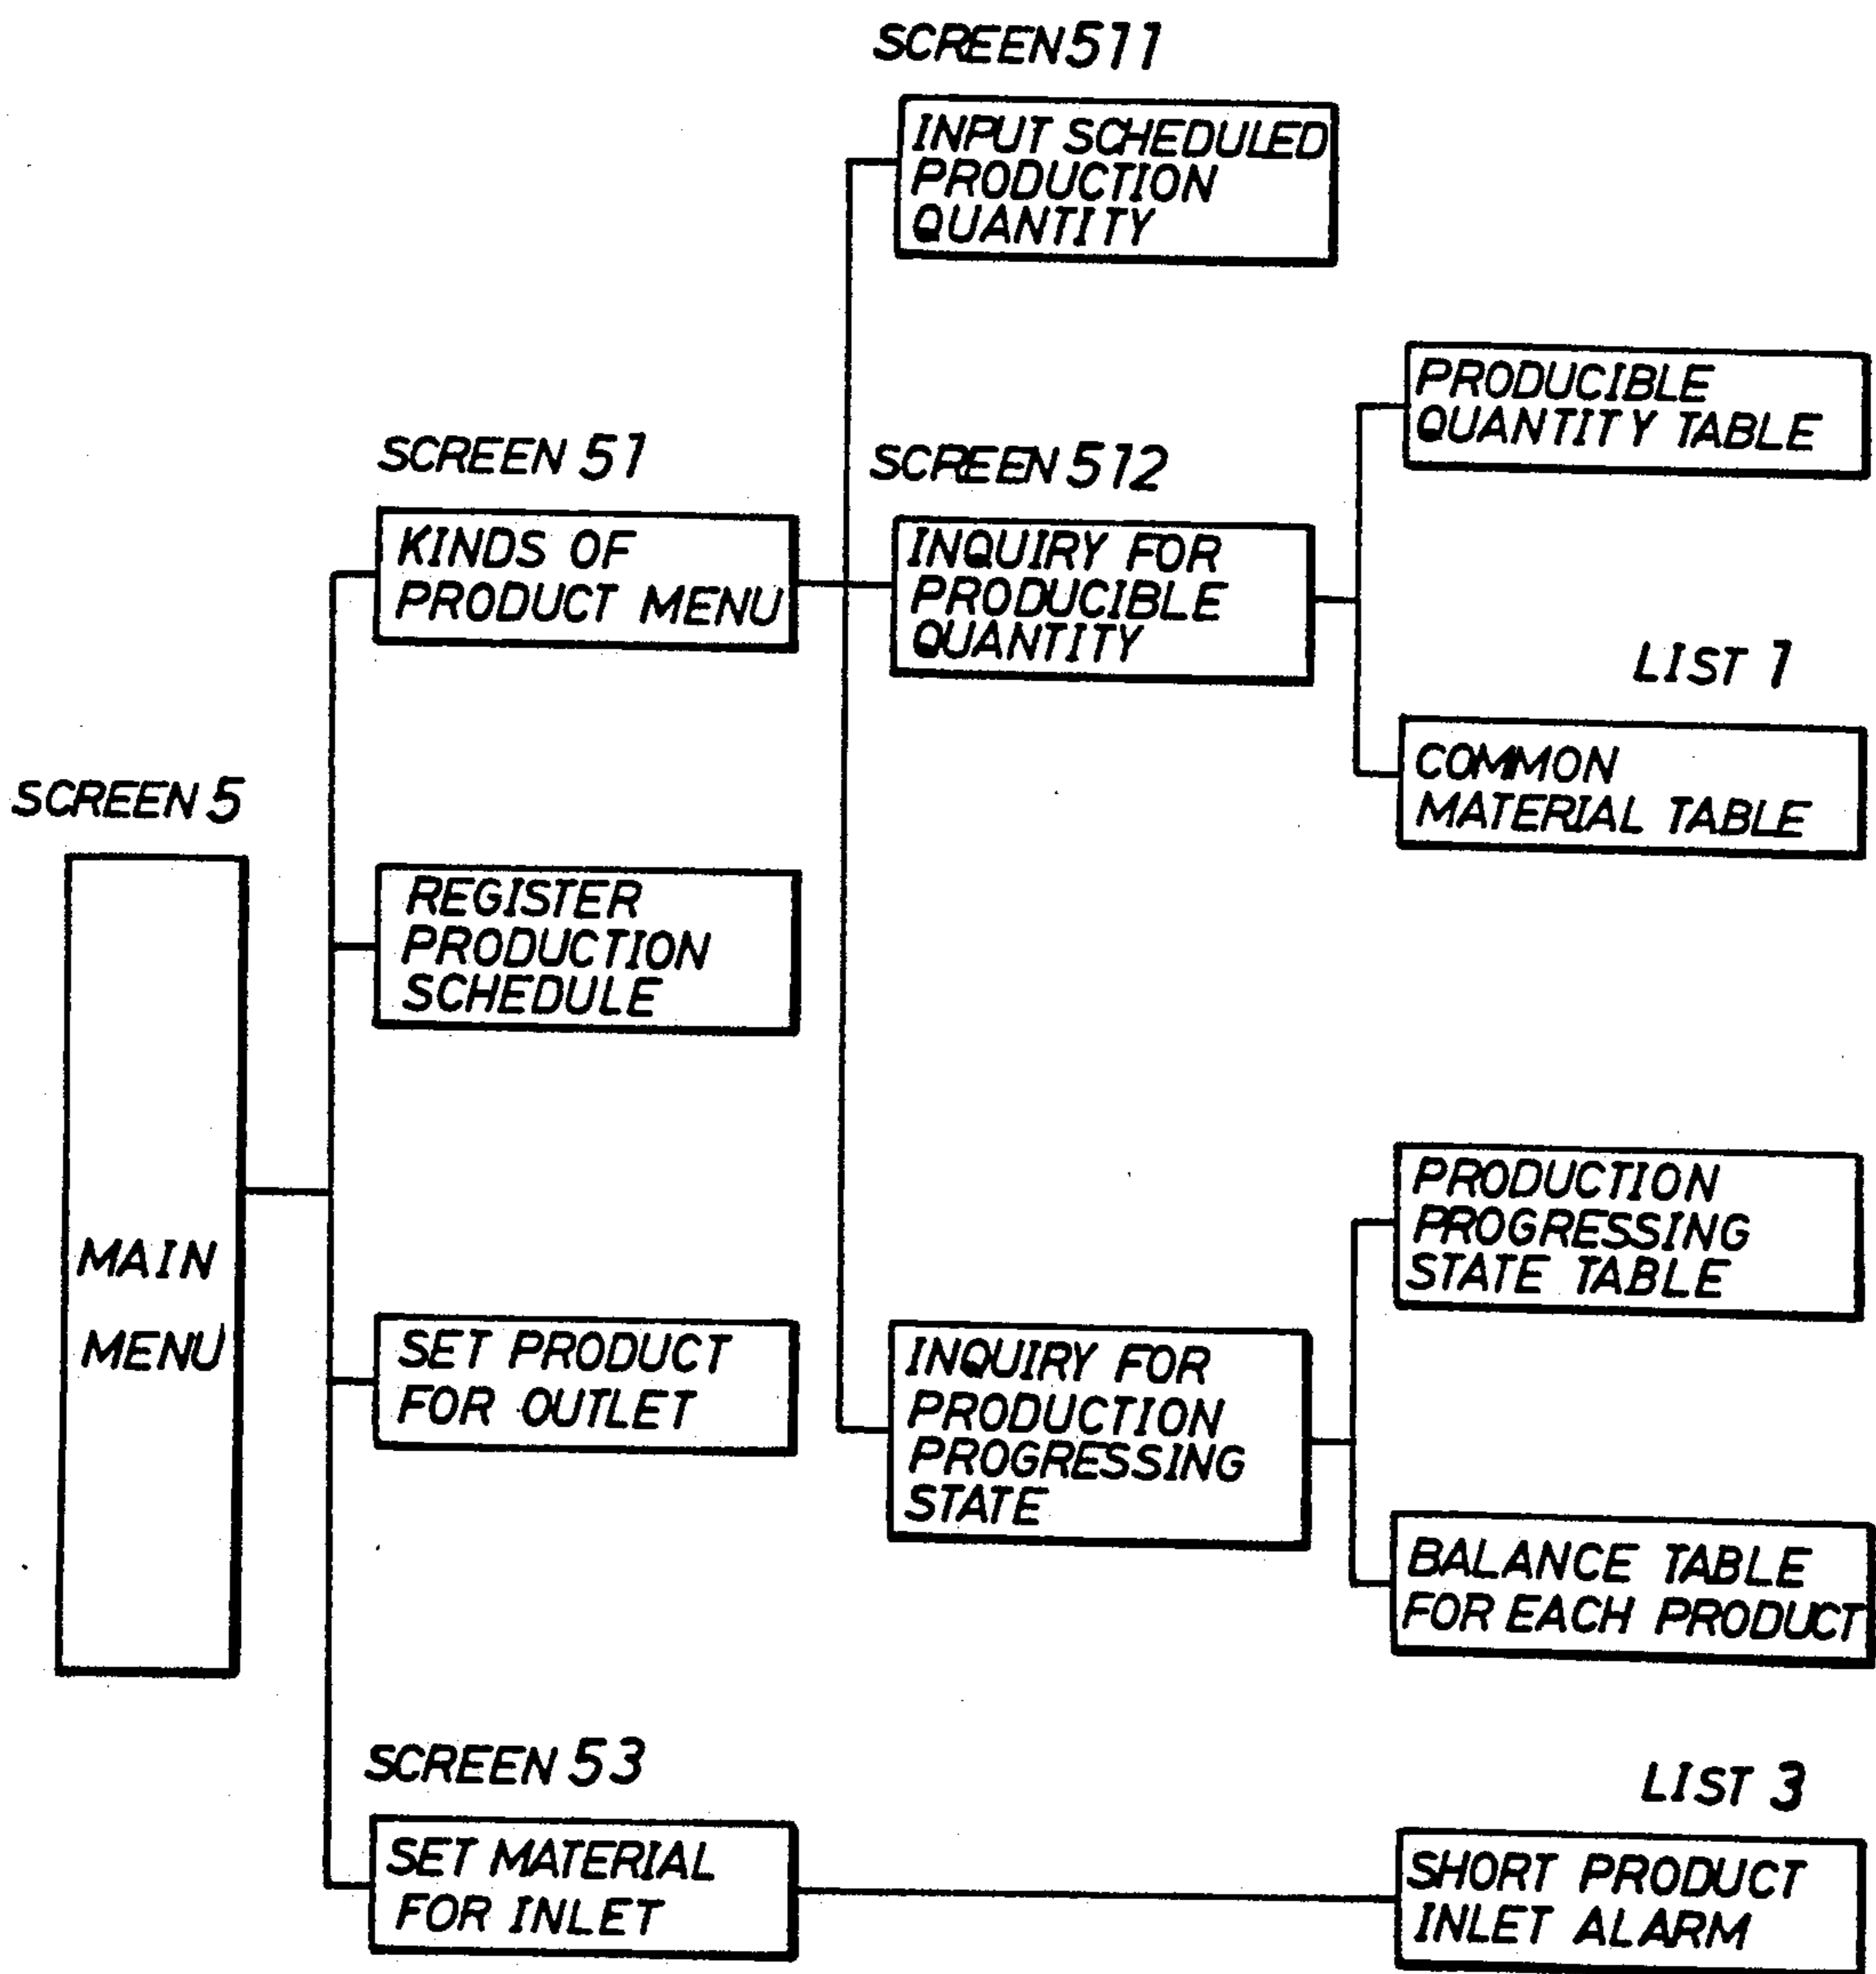 SCREEN 511
INPUT SCHEDULED
PRODUCTION
QUANTITY
PRODUCIBLE
QUANTITY TABLE
SCREEN 51
KINDS OF
PRODUCT MENU
SCREEN 512
INQUIRY FOR
PRODUCIBLE
QUANTITY
LIST 1
COMMON
MATERIAL TABLE
SCREEN 5
MAIN
MENU
REGISTER
PRODUCTION
SCHEDULE
PRODUCTION
PROGRESSING
STATE TABLE
SET PRODUCT
FOR OUTLET
INQUIRY FOR
PRODUCTION
PROGRESSING
STATE
BALANCE TABLE
FOR EACH PRODUCT
SCREEN 53
SET MATERIAL
FOR INLET
LIST 3
SHORT PRODUCT
INLET ALARM